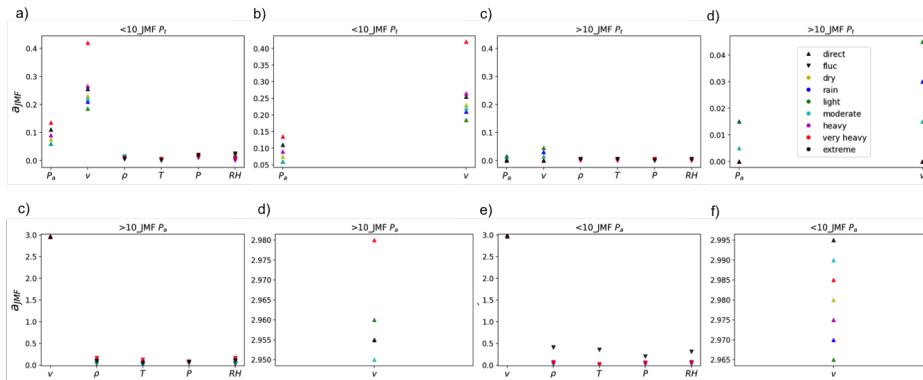 a)
<10_JMF Pt
a_JMF
0.4
0.3
0.2
0.1
0.0
Pa v ρ T P RH
b)
<10_JMF Pt
0.40
0.35
0.30
0.25
0.20
0.15
0.10
0.05
Pa v
c)
>10_JMF Pt
0.4
0.3
0.2
0.1
0.0
Pa v ρ T P RH
d)
>10_JMF Pt
0.04
0.03
0.02
0.01
0.00
Pa v
direct
fluc
dry
rain
light
moderate
heavy
very heavy
extreme
c)
>10_JMF Pa
a_JMF
3.0
2.5
2.0
1.5
1.0
0.5
0.0
v ρ T P RH
d)
>10_JMF Pa
2.980
2.975
2.970
2.965
2.960
2.955
2.950
v
e)
<10_JMF Pa
3.0
2.5
2.0
1.5
1.0
0.5
0.0
v ρ T P RH
f)
<10_JMF Pa
2.995
2.990
2.985
2.980
2.975
2.970
2.965
v